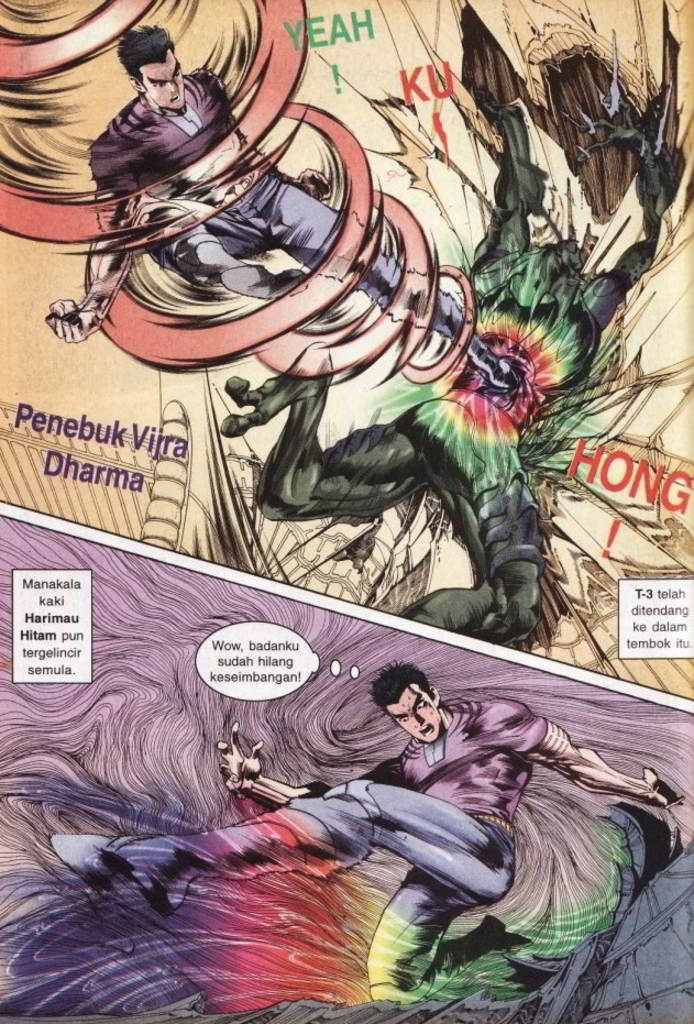 YEAH
!
KU
!
Penebuk Vijra
Dharma
HONG
!
T-3 telah
ditendang
ke dalam
tembok itu.
Manakala
kaki
Harimau
Hitam pun
tergelincir
semula.
Wow, badanku
sudah hilang
keseimbangan!